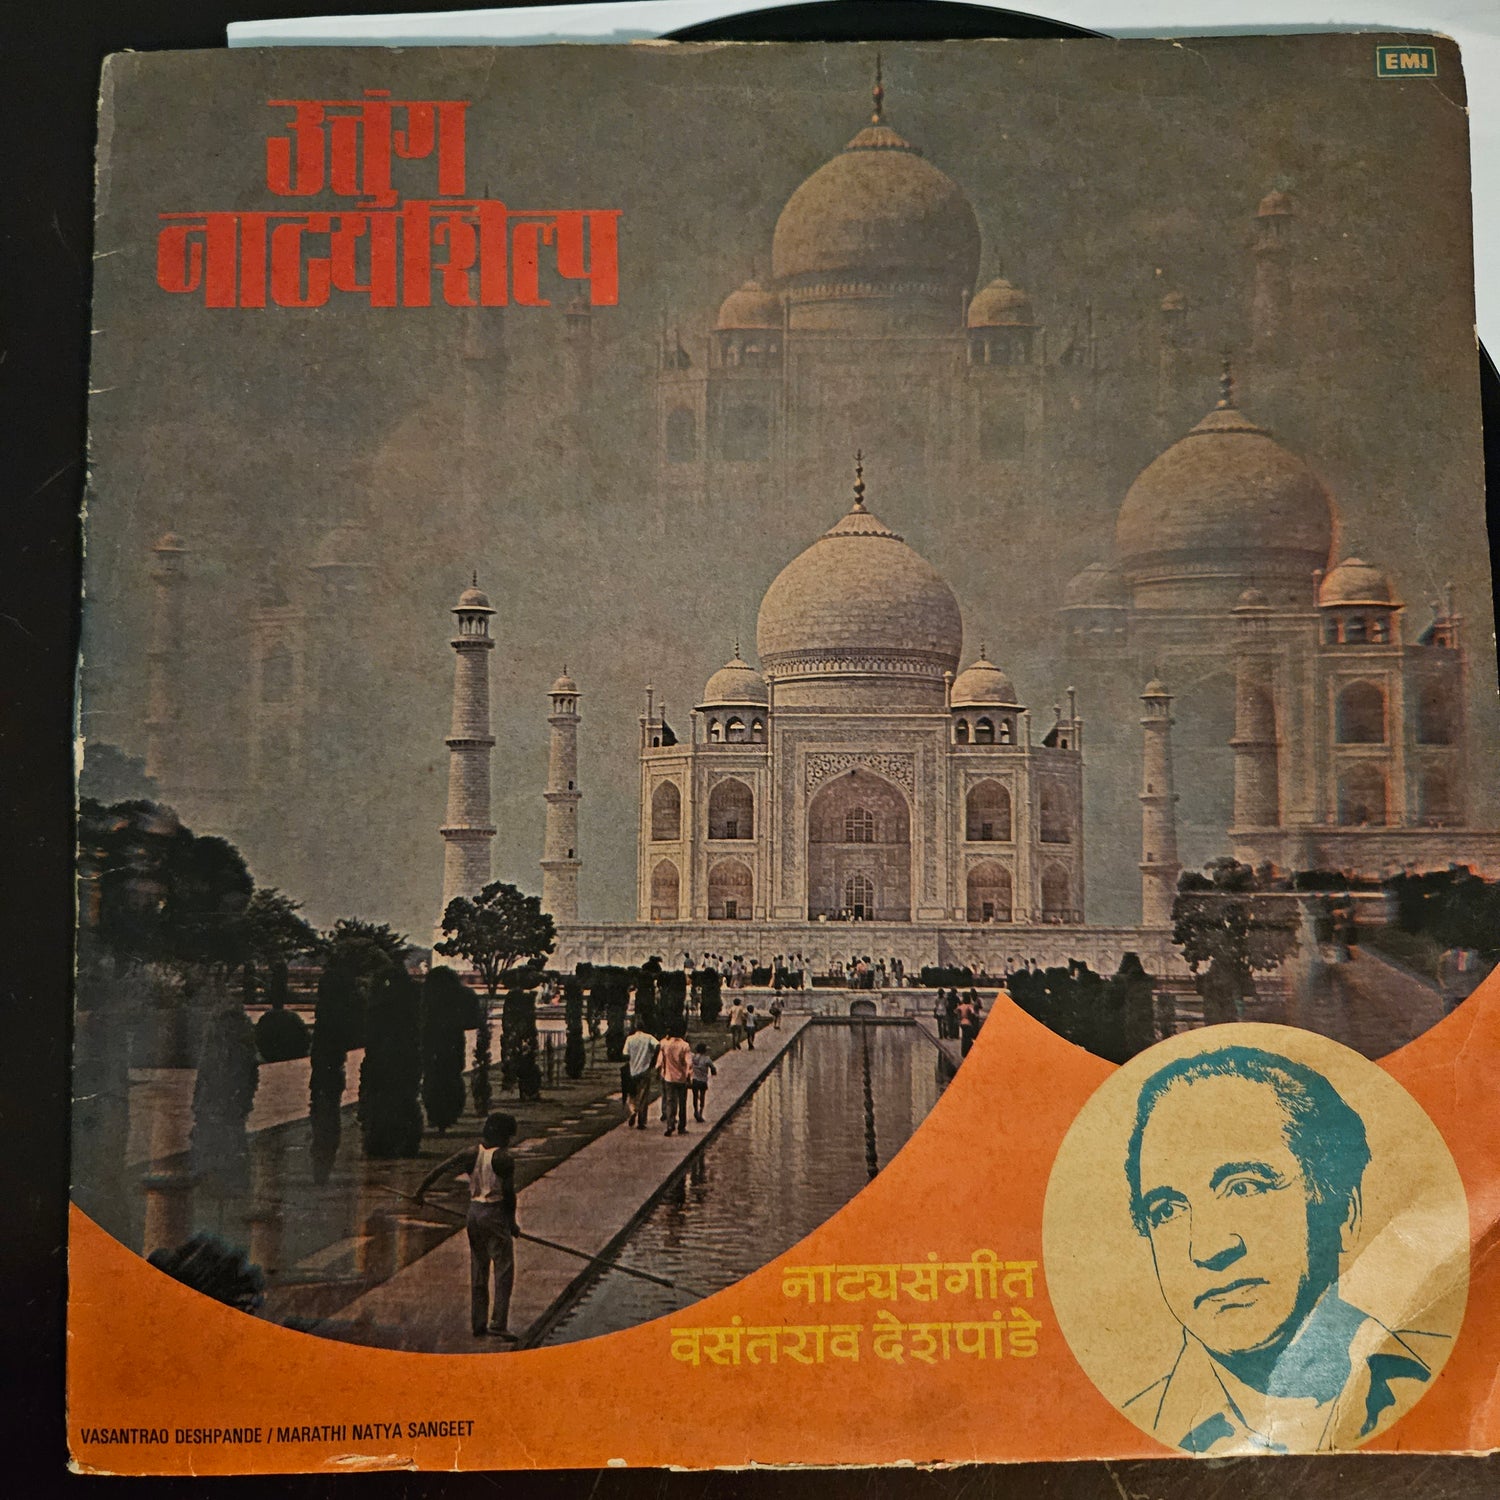 EMI
उत्तुंग
नाट्यशिल्प
नाट्यसंगीत
वसंतराव देशपांडे
VASANTRAO DESHPANDE / MARATHI NATYA SANGEET